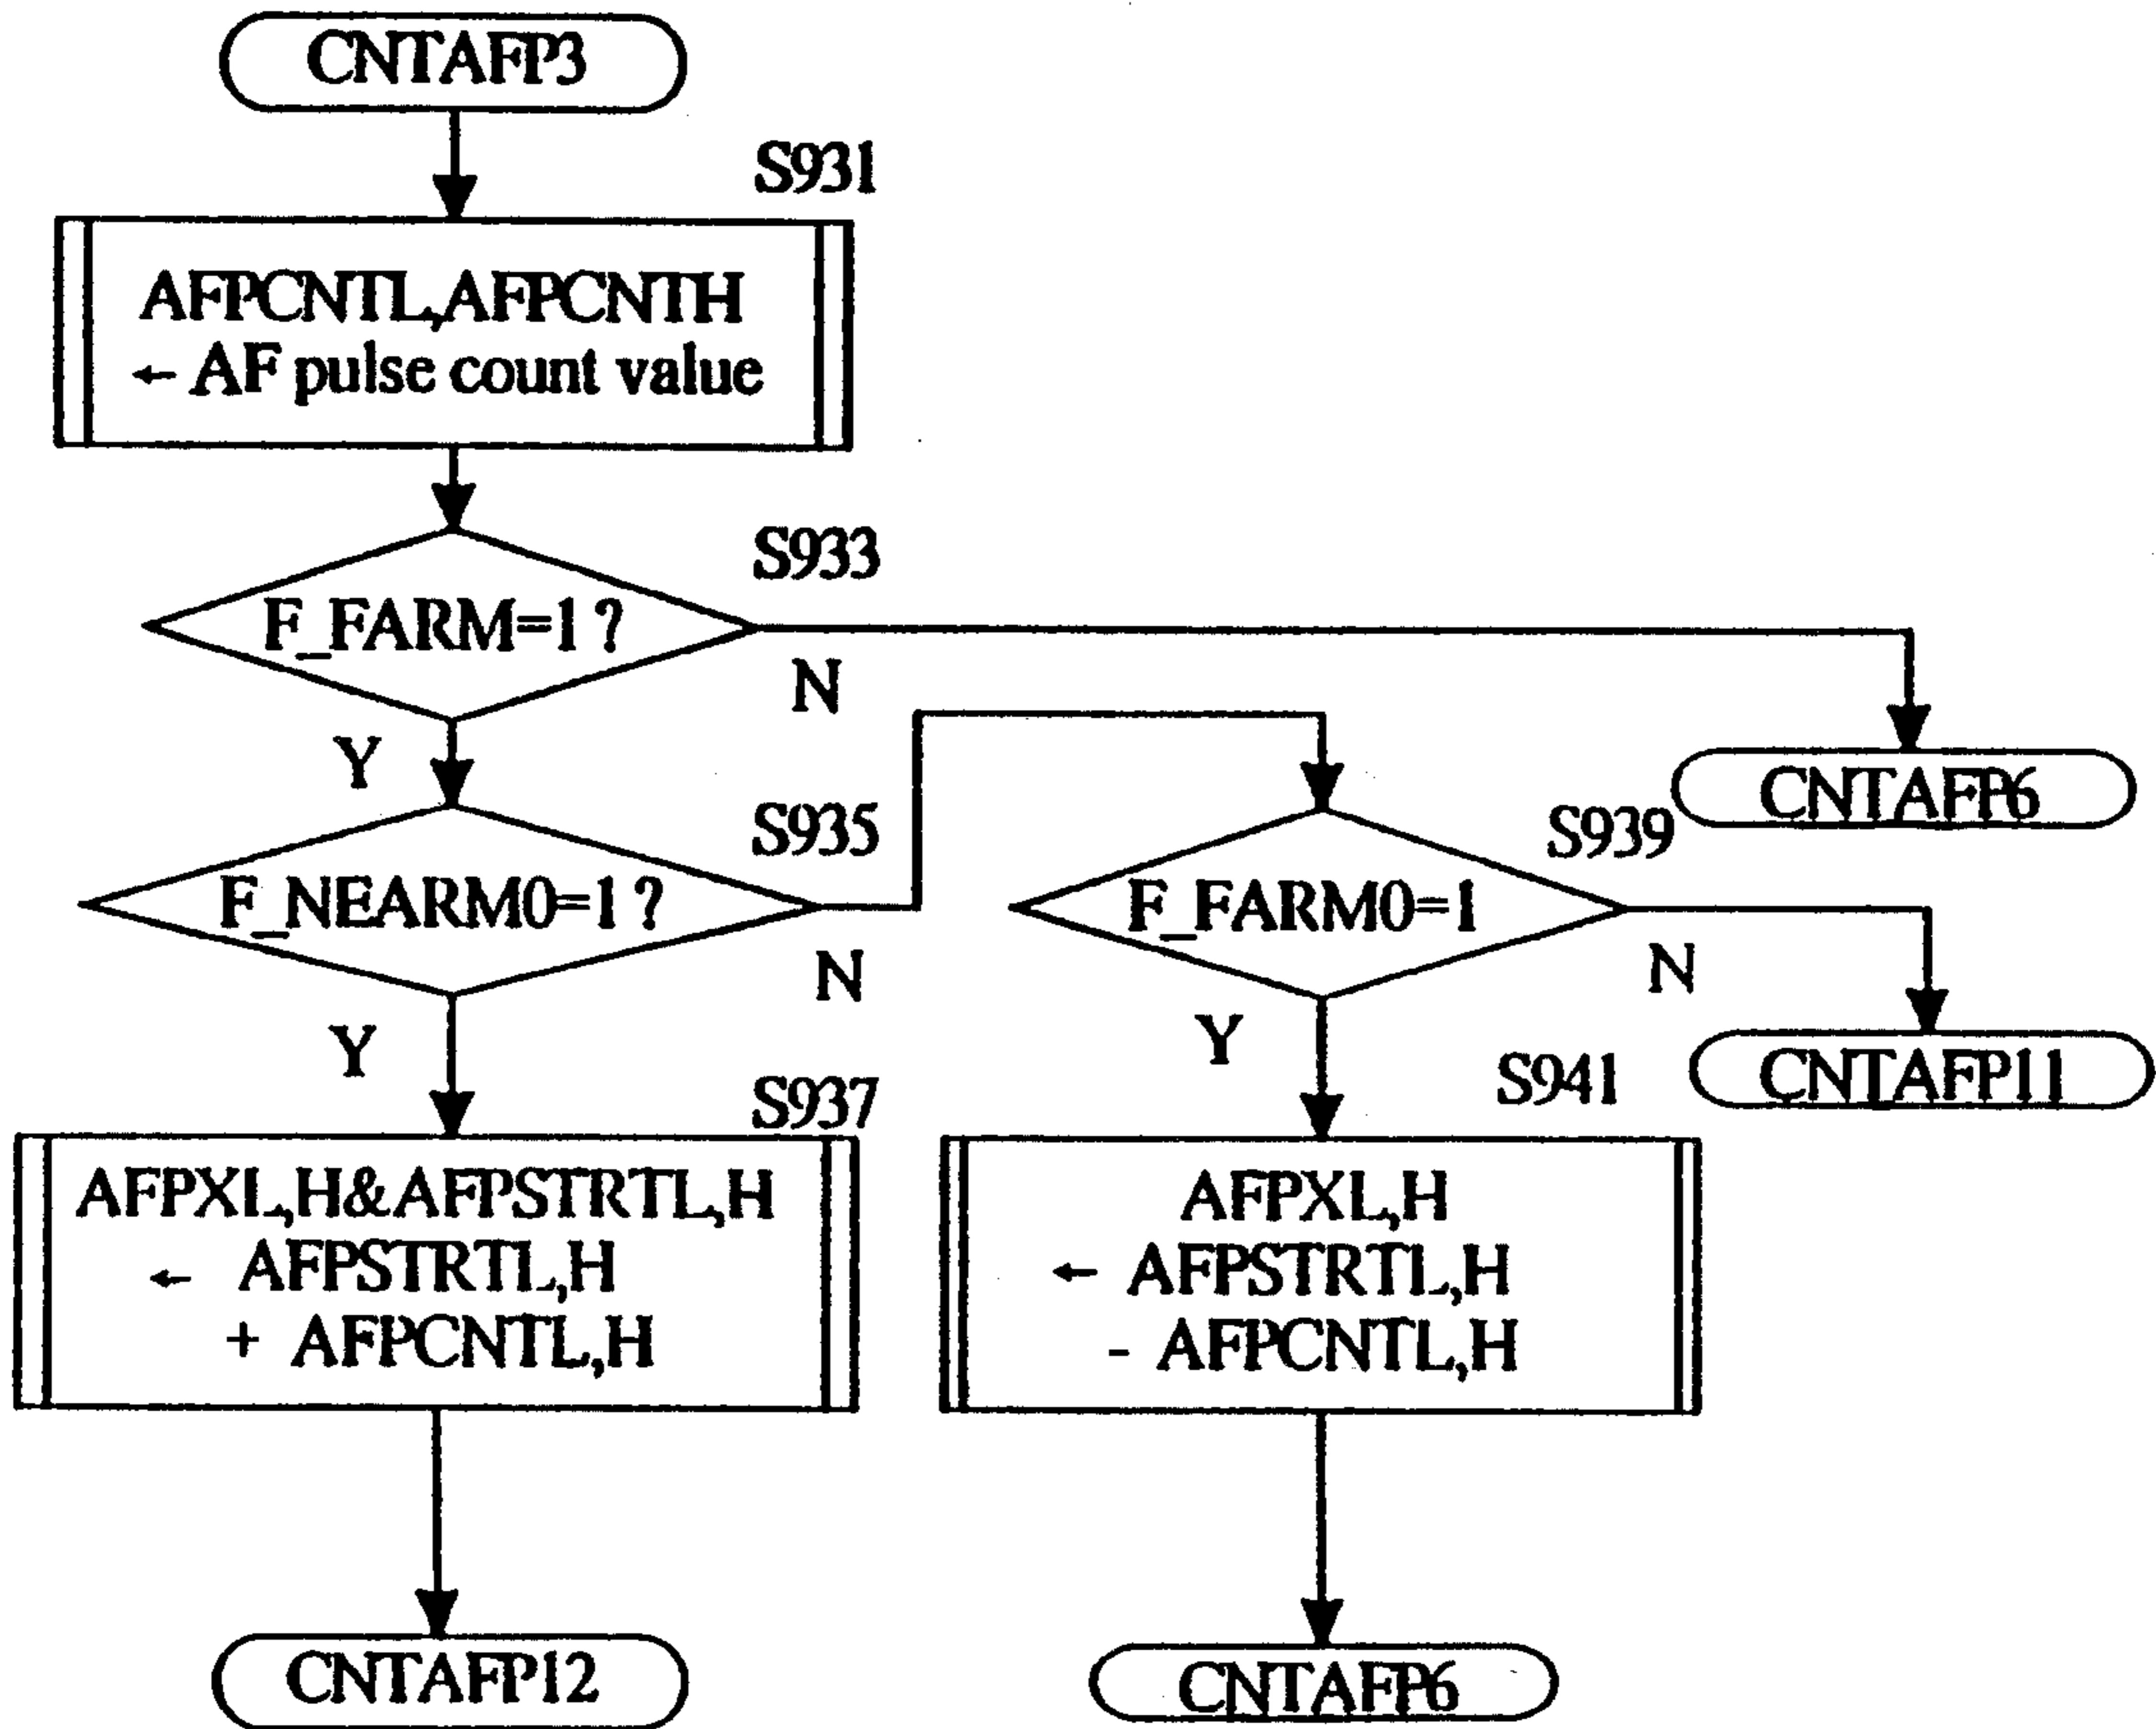 CNTAFP3
S931
AFPCNTL,AFPCNTH
← AF pulse count value
S933
F_FARM=1 ?
N
Y
CNTAFP6
S935
F_NEARM0=1 ?
N
Y
S939
F_FARM0=1
N
Y
CNTAFP11
S937
AFPXL,H&AFPSTRTL,H
← AFPSTRTL,H
+ AFPCNTL,H
S941
AFPXL,H
← AFPSTRTL,H
- AFPCNTL,H
CNTAFP12
CNTAFP6